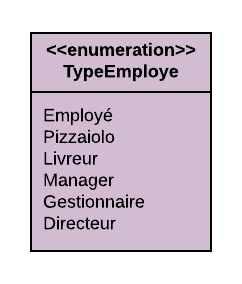 <<enumeration>>
TypeEmploye
Employé
Pizzaiolo
Livreur
Manager
Gestionnaire
Directeur